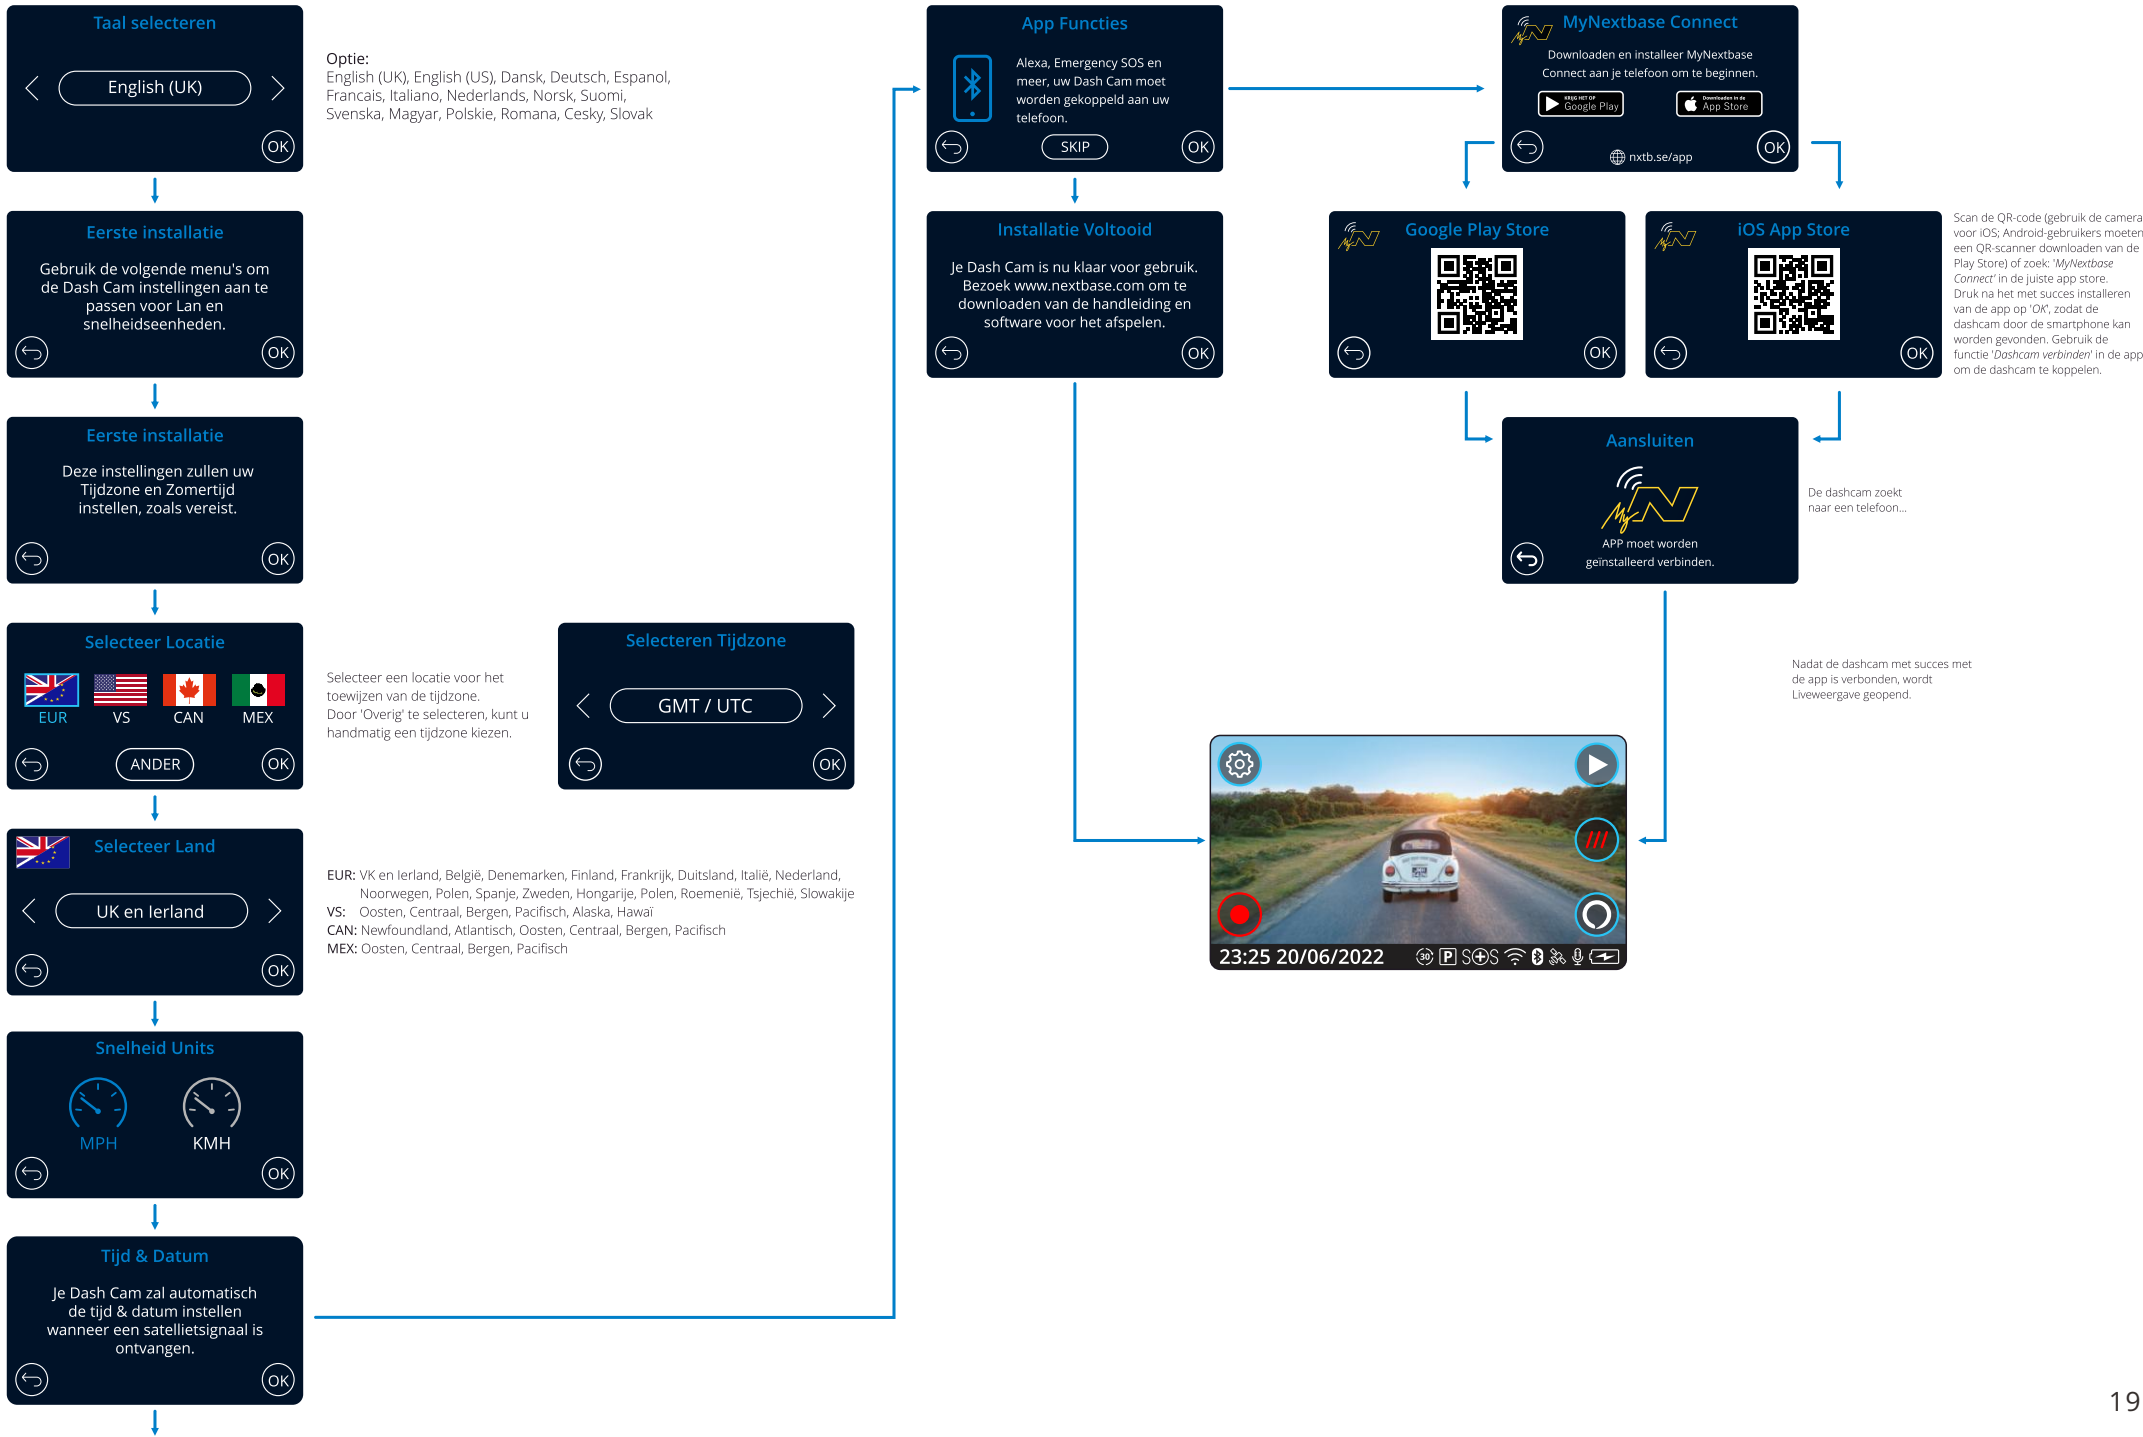 Taal selecteren
English (UK)
OK
Optie:
English (UK), English (US), Dansk, Deutsch, Espanol,
Francais, Italiano, Nederlands, Norsk, Suomi,
Svenska, Magyar, Polskie, Romana, Cesky, Slovak
Eerste installatie
Gebruik de volgende menu's om
de Dash Cam instellingen aan te
passen voor Lan en
snelheidseenheden.
OK
Eerste installatie
Deze instellingen zullen uw
Tijdzone en Zomertijd
instellen, zoals vereist.
OK
Selecteer Locatie
EUR VS CAN MEX
ANDER
OK
Selecteer een locatie voor het
toewijzen van de tijdzone.
Door 'Overig' te selecteren, kunt u
handmatig een tijdzone kiezen.
Selecteren Tijdzone
GMT / UTC
OK
Selecteer Land
UK en Ierland
OK
EUR: VK en Ierland, België, Denemarken, Finland, Frankrijk, Duitsland, Italië, Nederland,
Noorwegen, Polen, Spanje, Zweden, Hongarije, Polen, Roemenië, Tsjechië, Slowakije
VS: Oosten, Centraal, Bergen, Pacifisch, Alaska, Hawaï
CAN: Newfoundland, Atlantisch, Oosten, Centraal, Bergen, Pacifisch
MEX: Oosten, Centraal, Bergen, Pacifisch
Snelheid Units
MPH KMH
OK
Tijd & Datum
Je Dash Cam zal automatisch
de tijd & datum instellen
wanneer een satellietsignaal is
ontvangen.
OK
App Functies
Alexa, Emergency SOS en
meer, uw Dash Cam moet
worden gekoppeld aan uw
telefoon.
SKIP
OK
Installatie Voltooid
Je Dash Cam is nu klaar voor gebruik.
Bezoek www.nextbase.com om te
downloaden van de handleiding en
software voor het afspelen.
OK
MyNextbase Connect
My N
Downloaden en installeer MyNextbase
Connect aan je telefoon om te beginnen.
KRIJG HET OP
Google Play
Downloaden in de
App Store
nxtb.se/app
OK
My N
Google Play Store
OK
My N
iOS App Store
OK
Scan de QR-code (gebruik de camera
voor iOS; Android-gebruikers moeten
een QR-scanner downloaden van de
Play Store) of zoek: 'MyNextbase
Connect' in de juiste app store.
Druk na het met succes installeren
van de app op 'OK', zodat de
dashcam door de smartphone kan
worden gevonden. Gebruik de
functie 'Dashcam verbinden' in de app
om de dashcam te koppelen.
Aansluiten
My N
APP moet worden
geïnstalleerd verbinden.
De dashcam zoekt
naar een telefoon...
Nadat de dashcam met succes met
de app is verbonden, wordt
Liveweergave geopend.
23:25 20/06/2022 30 P SOS
19